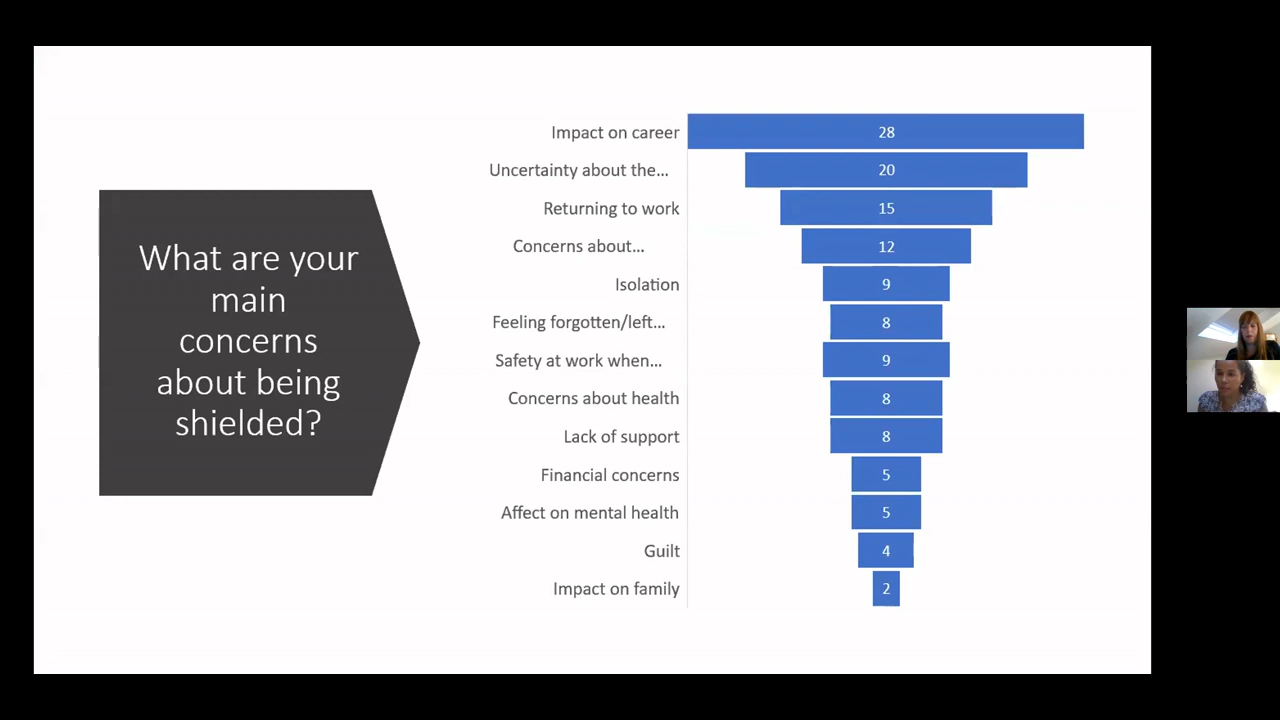 What are your
main
concerns
about being
shielded?
Impact on career 28
Uncertainty about the... 20
Returning to work 15
Concerns about... 12
Isolation 9
Feeling forgotten/left... 8
Safety at work when... 9
Concerns about health 8
Lack of support 8
Financial concerns 5
Affect on mental health 5
Guilt 4
Impact on family 2